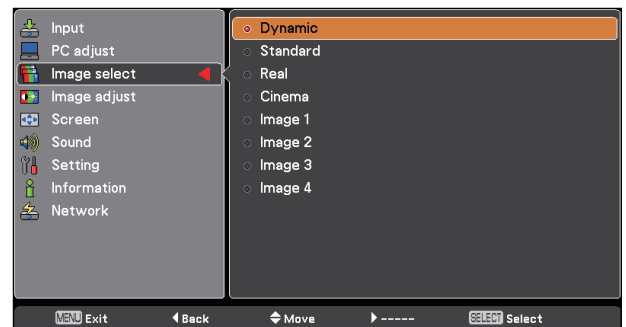 Input
PC adjust
Image select
Image adjust
Screen
Sound
Setting
Information
Network
Dynamic
Standard
Real
Cinema
Image 1
Image 2
Image 3
Image 4
MENU Exit Back Move ----- SELECT Select